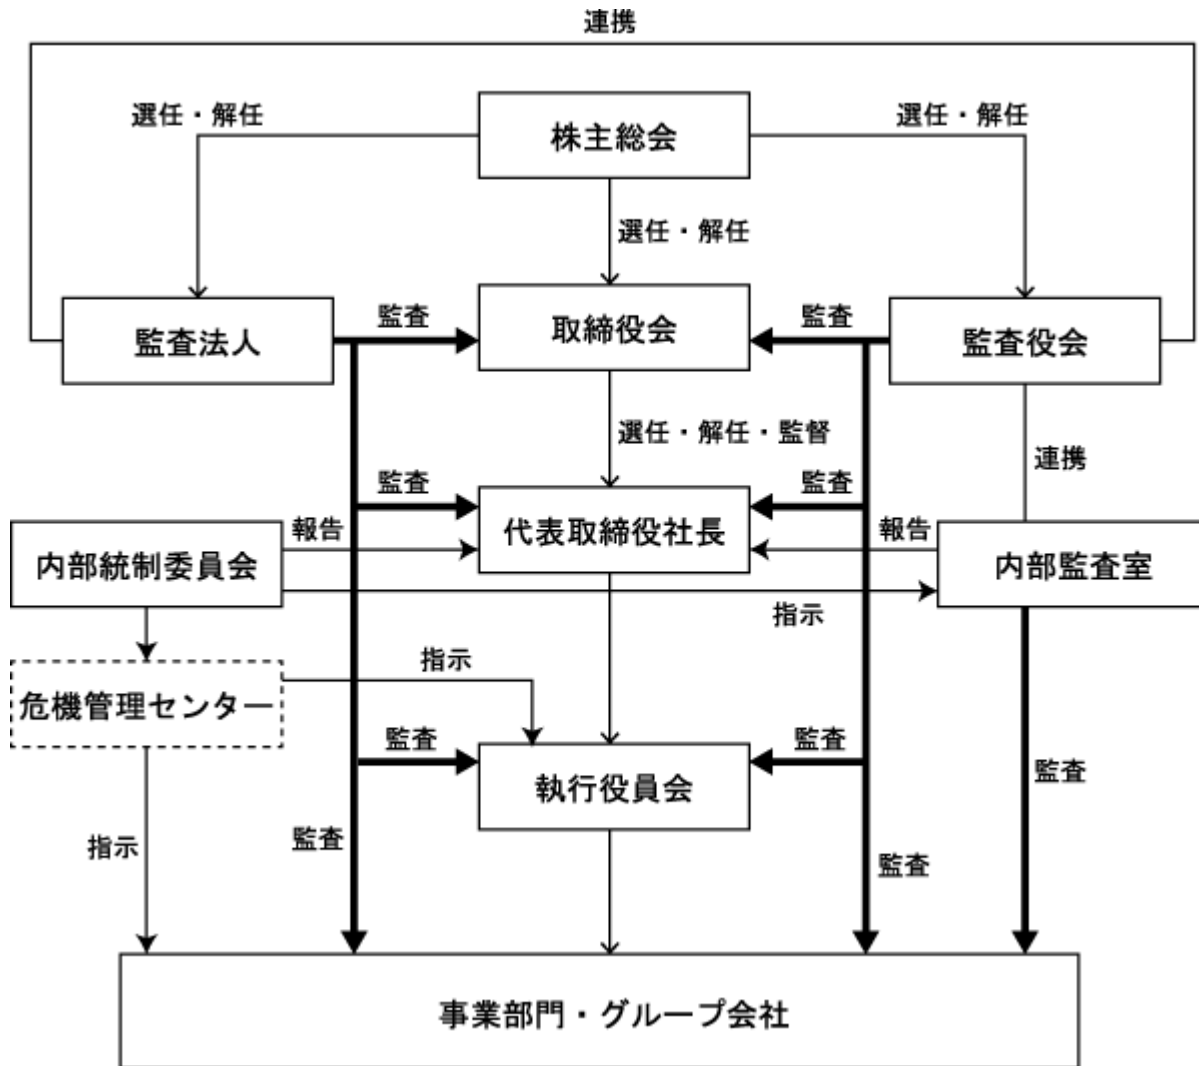 連携
選任・解任
株主総会
選任・解任
選任・解任
監査法人
監査
取締役会
監査
監査役会
選任・解任・監督
連携
監査
監査
代表取締役社長
報告
報告
内部統制委員会
内部監査室
指示
指示
危機管理センター
監査
監査
執行役員会
監査
指示
監査
監査
事業部門・グループ会社